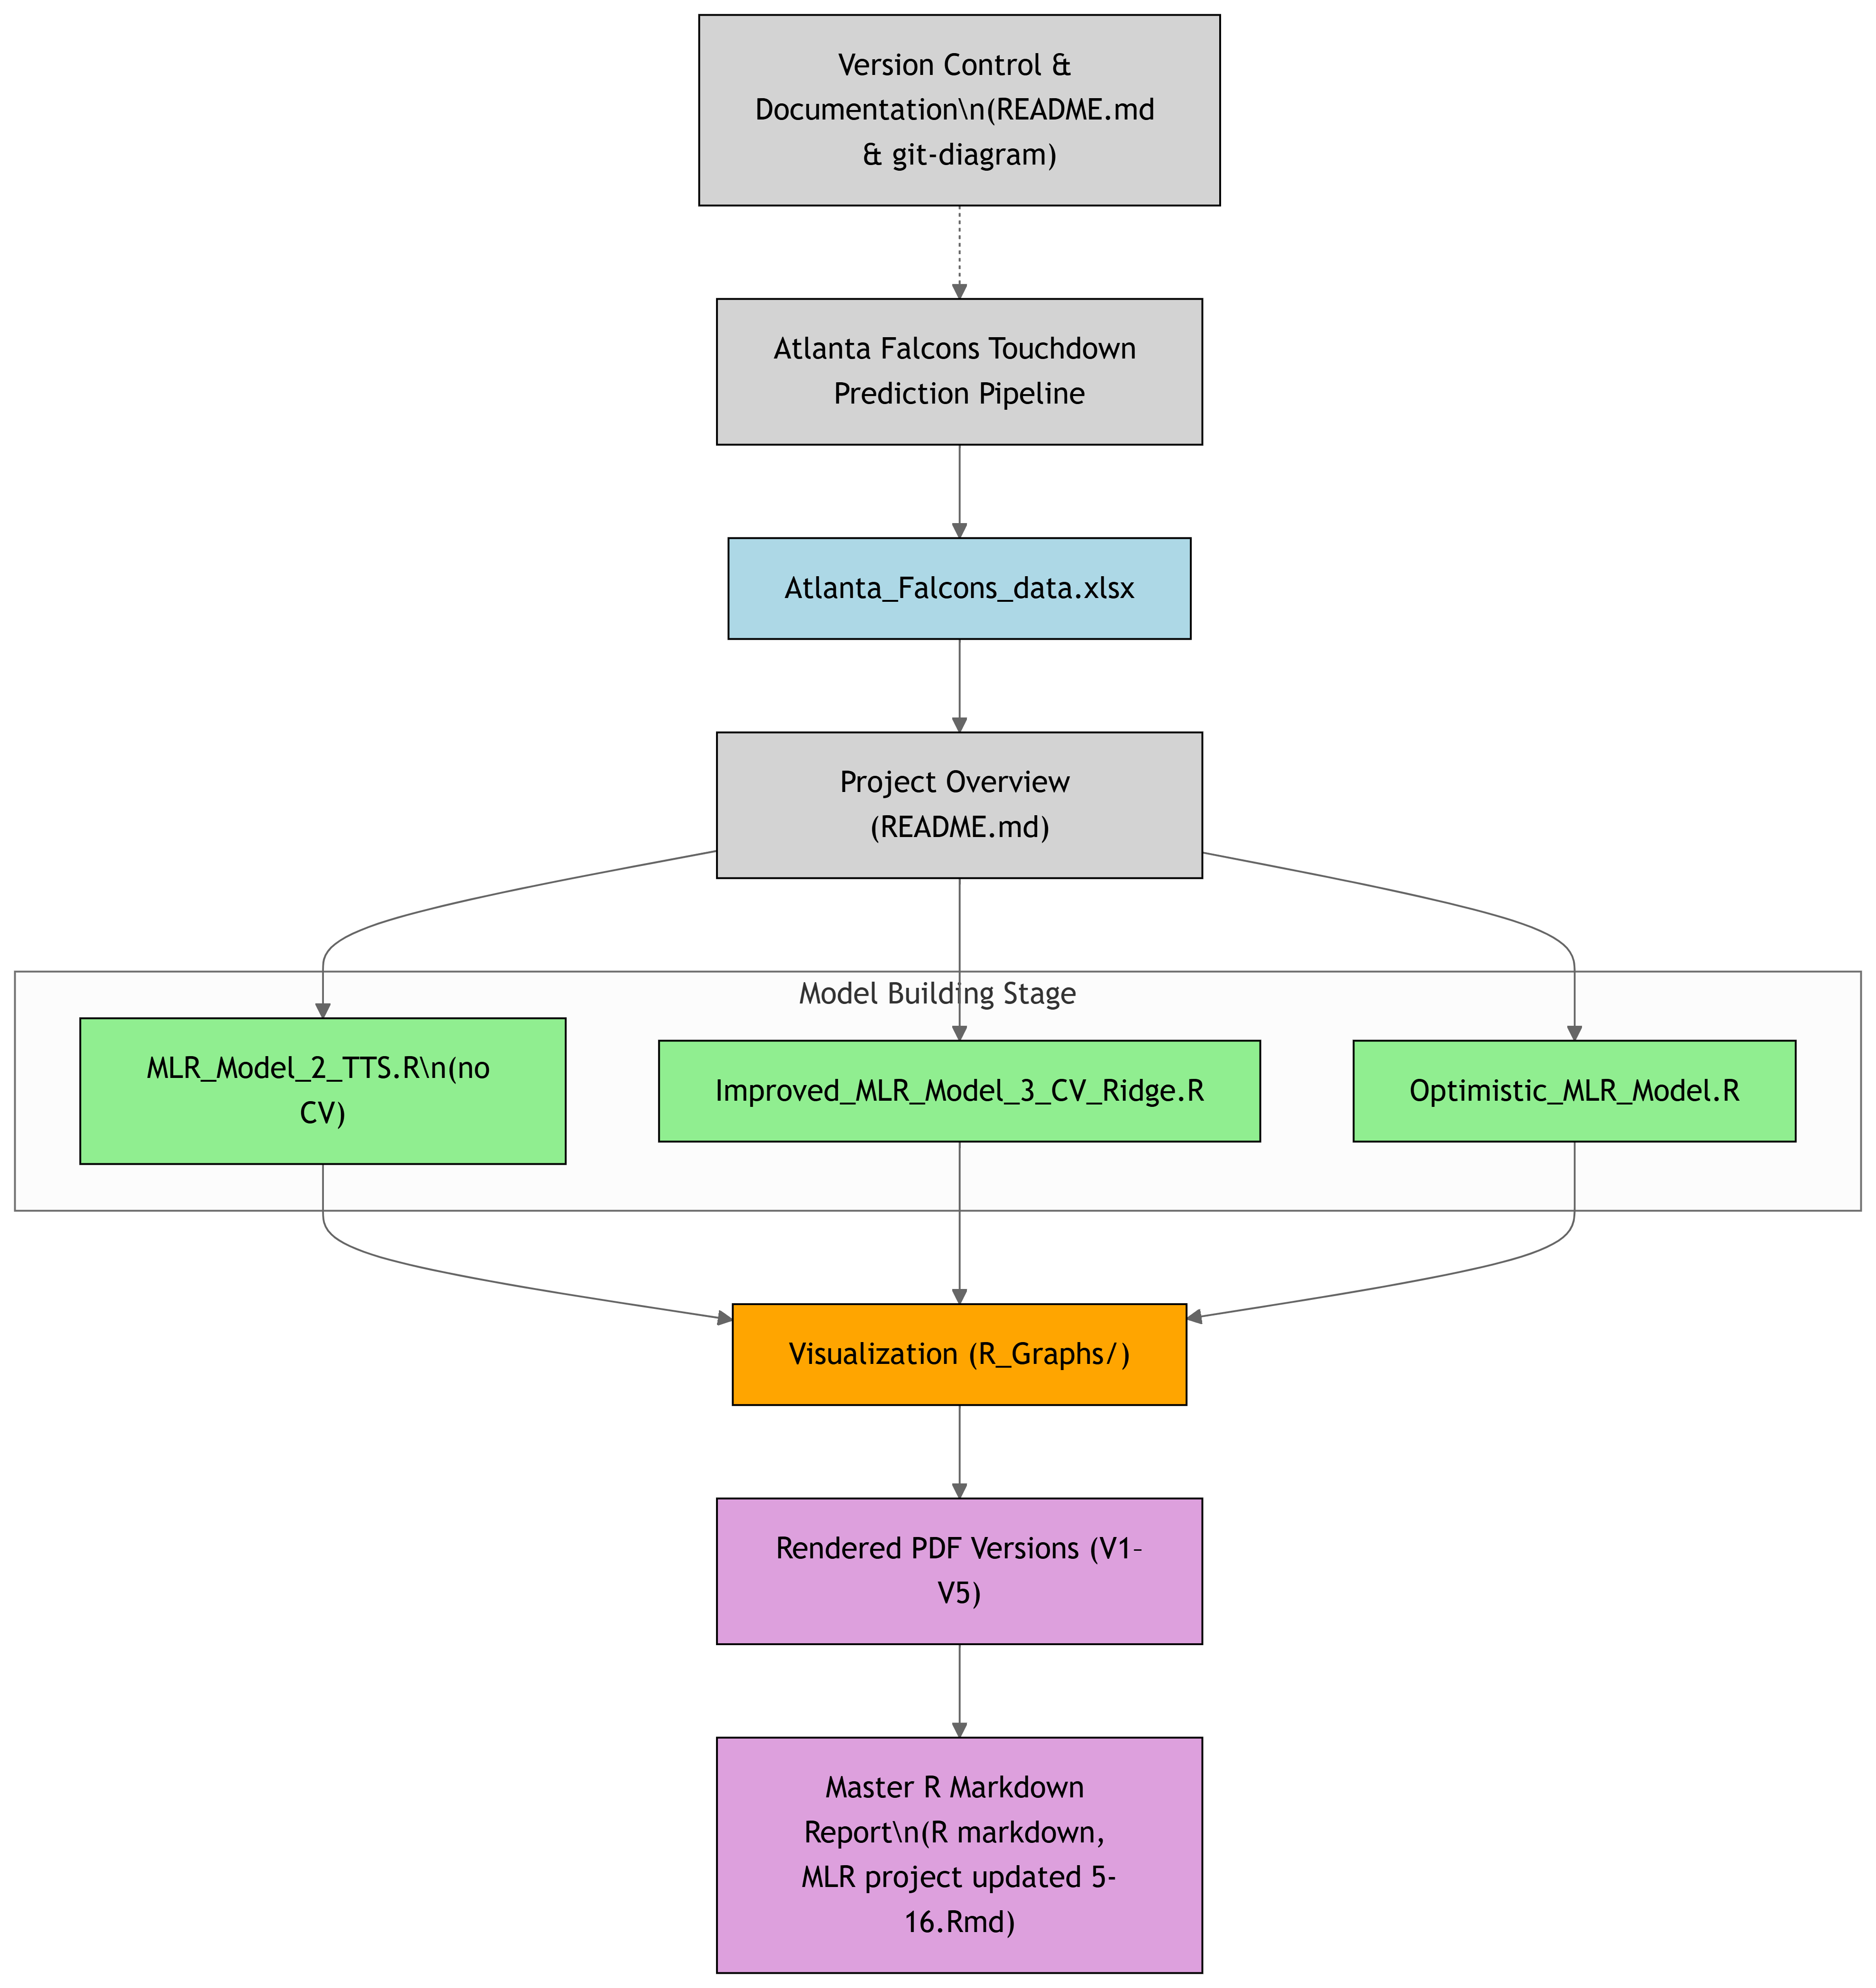 Version Control &
Documentation\n(README.md
& git-diagram)
Atlanta Falcons Touchdown
Prediction Pipeline
Atlanta_Falcons_data.xlsx
Project Overview
(README.md)
Model Building Stage
MLR_Model_2_TTS.R\n(no
CV)
Improved_MLR_Model_3_CV_Ridge.R
Optimistic_MLR_Model.R
Visualization (R_Graphs/)
Rendered PDF Versions (V1–
V5)
Master R Markdown
Report\n(R markdown,
MLR project updated 5-
16.Rmd)